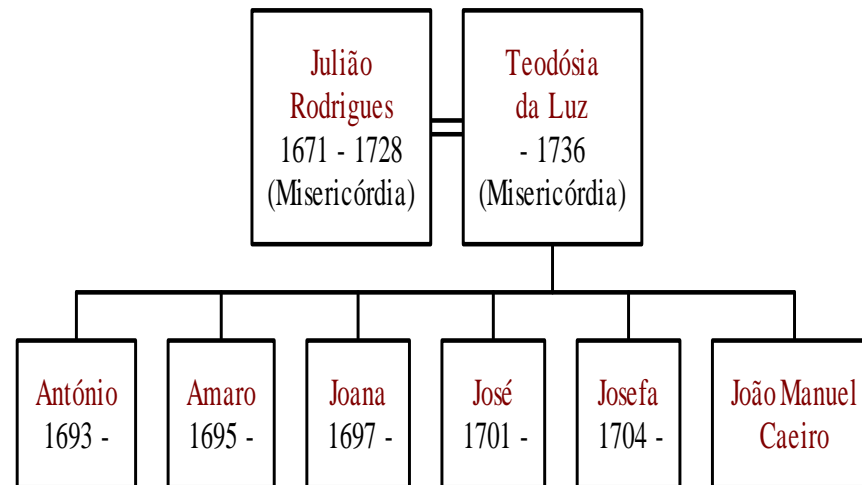 Julião
Rodrigues
1671 - 1728
(Misericórdia)
Teodósia
da Luz
- 1736
(Misericórdia)
António
1693 -
Amaro
1695 -
Joana
1697 -
José
1701 -
Josefa
1704 -
João Manuel
Caeiro